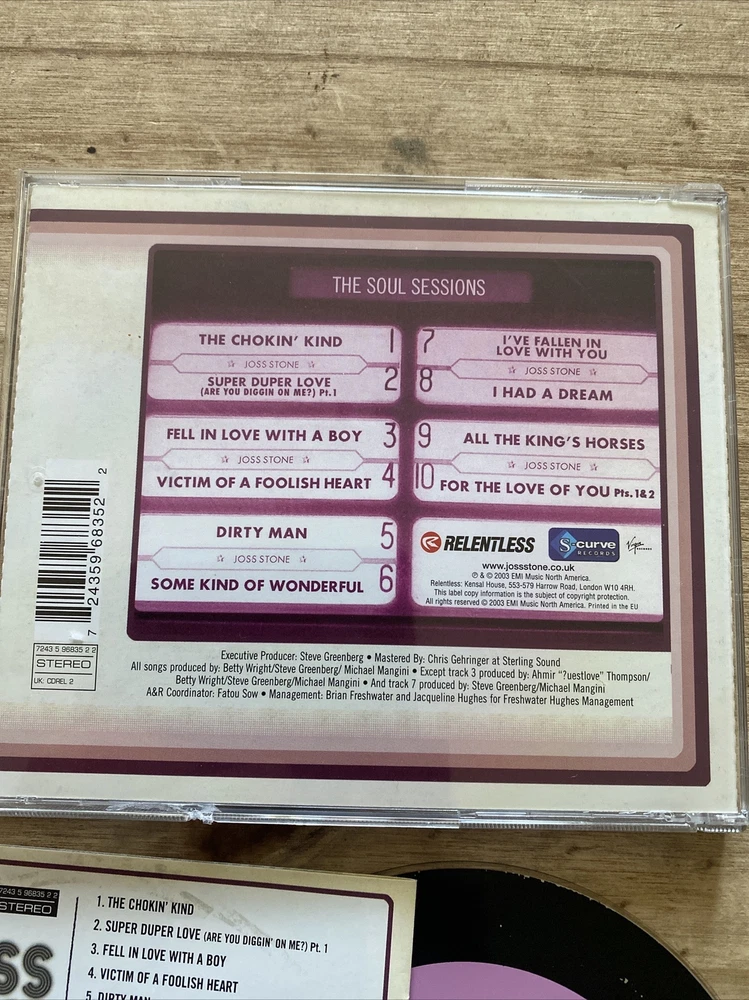 THE SOUL SESSIONS
THE CHOKIN' KIND 1
☆ JOSS STONE ☆
SUPER DUPER LOVE 2
(ARE YOU DIGGIN ON ME?) Pt.1
FELL IN LOVE WITH A BOY 3
☆ JOSS STONE ☆
VICTIM OF A FOOLISH HEART 4
DIRTY MAN 5
☆ JOSS STONE ☆
SOME KIND OF WONDERFUL 6
7 I'VE FALLEN IN
LOVE WITH YOU
☆ JOSS STONE ☆
8 I HAD A DREAM
9 ALL THE KING'S HORSES
☆ JOSS STONE ☆
10 FOR THE LOVE OF YOU Pts. 1&2
RELENTLESS S-curve RECORDS Virgin
www.jossstone.co.uk
℗ & © 2003 EMI Music North America.
Relentless: Kensal House, 553-579 Harrow Road, London W10 4RH.
This label copy information is the subject of copyright protection.
All rights reserved © 2003 EMI Music North America. Printed in the EU
7 24359 68352 2
7243 5 96835 2 2
STEREO
UK: CDREL 2
Executive Producer: Steve Greenberg • Mastered By: Chris Gehringer at Sterling Sound
All songs produced by: Betty Wright/Steve Greenberg/ Michael Mangini • Except track 3 produced by: Ahmir "?uestlove" Thompson/
Betty Wright/Steve Greenberg/Michael Mangini • And track 7 produced by: Steve Greenberg/Michael Mangini
A&R Coordinator: Fatou Sow • Management: Brian Freshwater and Jacqueline Hughes for Freshwater Hughes Management
7243 5 96835 2 2
STEREO
SS
1. THE CHOKIN' KIND
2. SUPER DUPER LOVE (ARE YOU DIGGIN' ON ME?) Pt. 1
3. FELL IN LOVE WITH A BOY
4. VICTIM OF A FOOLISH HEART
5. DIRTY MAN